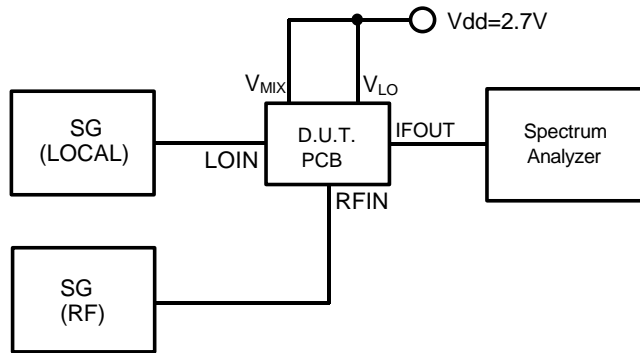 Vdd=2.7V
VMIX
VLO
SG
(LOCAL)
LOIN
D.U.T.
PCB
IFOUT
Spectrum
Analyzer
RFIN
SG
(RF)